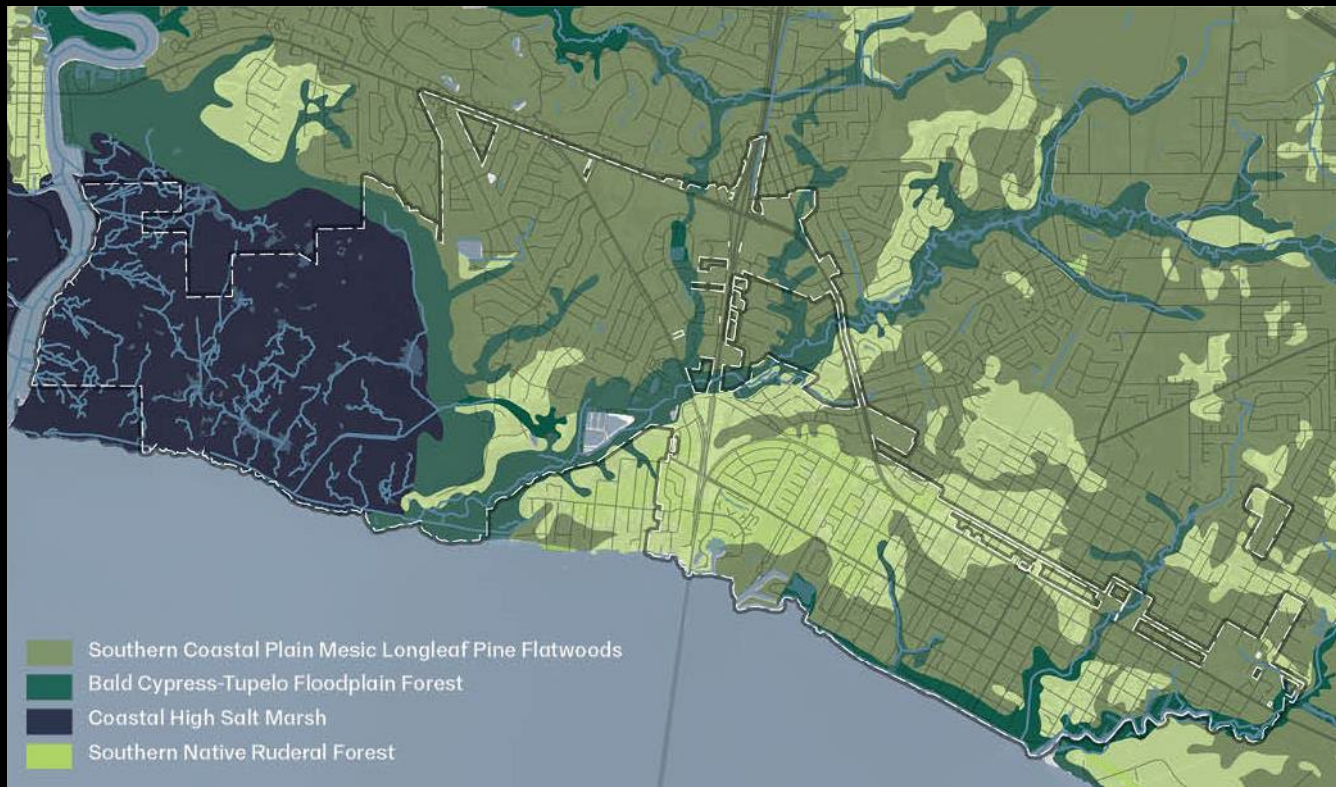 Southern Coastal Plain Mesic Longleaf Pine Flatwoods
Bald Cypress-Tupelo Floodplain Forest
Coastal High Salt Marsh
Southern Native Ruderal Forest